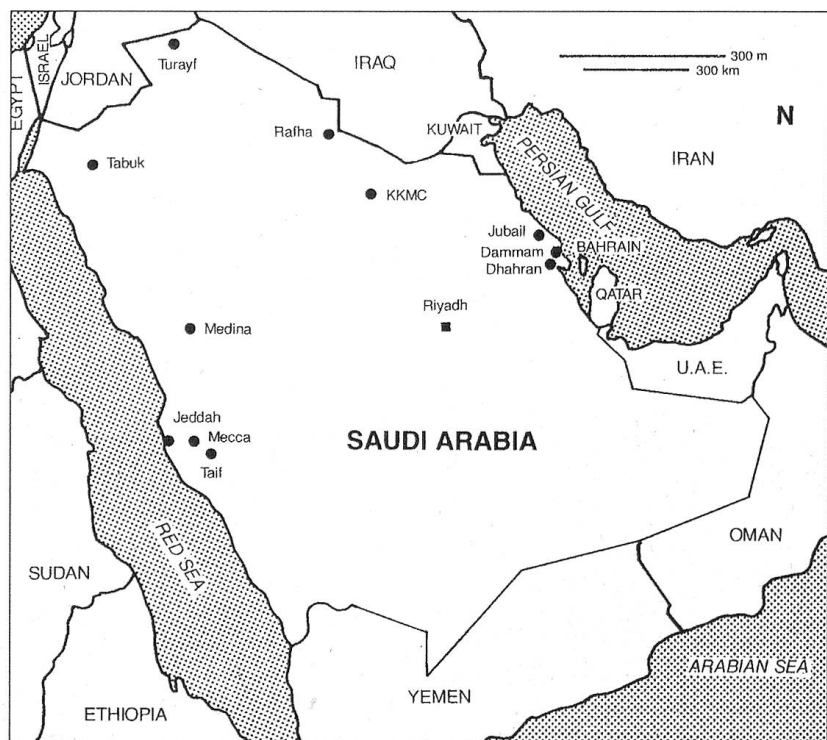 EGYPT
ISRAEL
JORDAN
Turayf
IRAQ
300 m
300 km
N
Rafha
KUWAIT
IRAN
Tabuk
KKMC
PERSIAN GULF
Jubail
Dammam
BAHRAIN
Dhahran
QATAR
Riyadh
Medina
U.A.E.
Jeddah
Mecca
SAUDI ARABIA
Taif
RED SEA
OMAN
SUDAN
ARABIAN SEA
YEMEN
ETHIOPIA